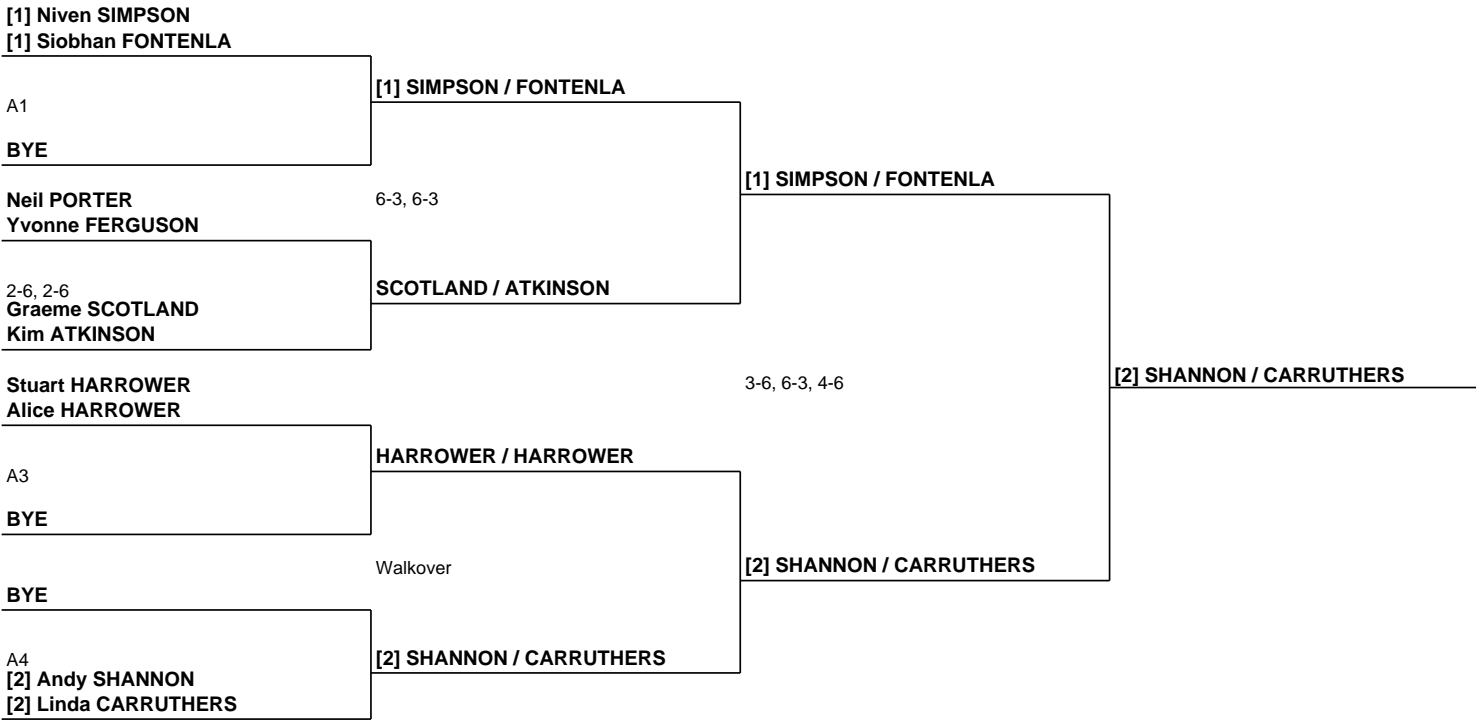 [1] Niven SIMPSON
[1] Siobhan FONTENLA
A1
BYE
Neil PORTER
Yvonne FERGUSON
2-6, 2-6
Graeme SCOTLAND
Kim ATKINSON
Stuart HARROWER
Alice HARROWER
A3
BYE
BYE
A4
[2] Andy SHANNON
[2] Linda CARRUTHERS
[1] SIMPSON / FONTENLA
6-3, 6-3
SCOTLAND / ATKINSON
HARROWER / HARROWER
Walkover
[2] SHANNON / CARRUTHERS
[1] SIMPSON / FONTENLA
3-6, 6-3, 4-6
[2] SHANNON / CARRUTHERS
[2] SHANNON / CARRUTHERS